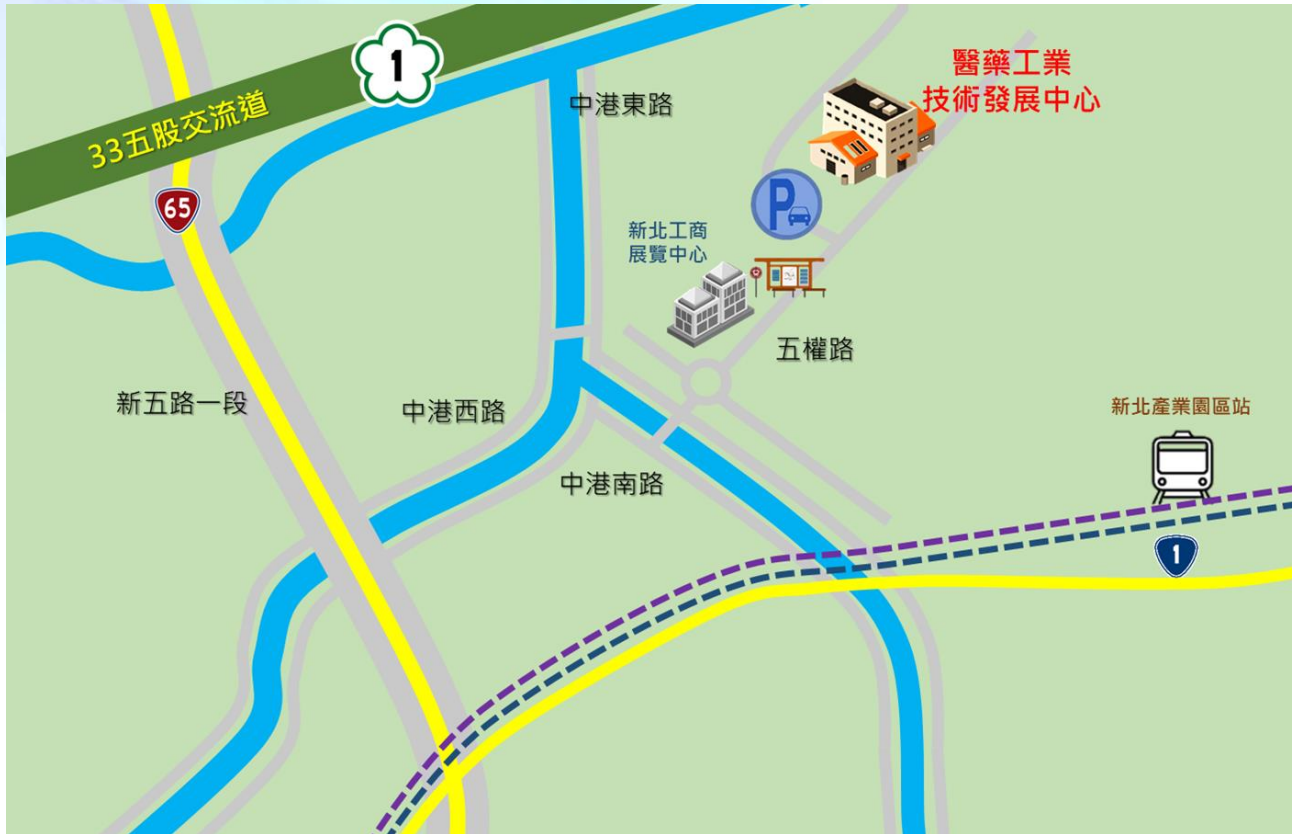 1
33五股交流道
65
醫藥工業
技術發展中心
中港東路
P
新北工商
展覽中心
五權路
新五路一段
中港西路
新北產業園區站
中港南路
1